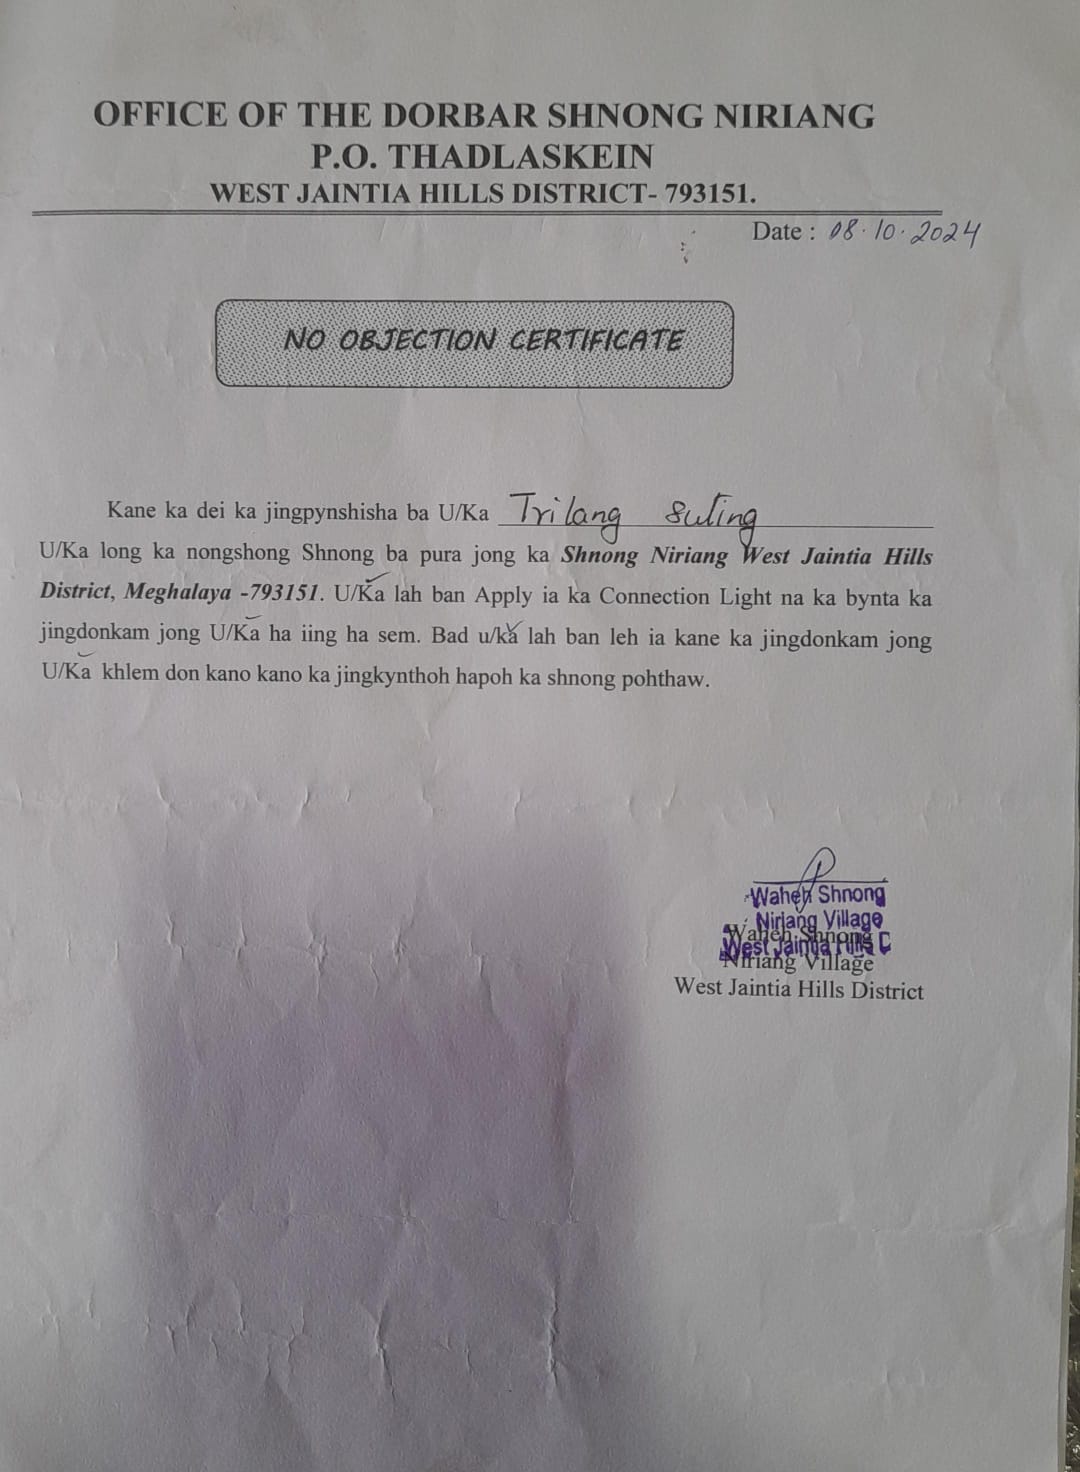 OFFICE OF THE DORBAR SHNONG NIRIANG
P.O. THADLASKEIN
WEST JAINTIA HILLS DISTRICT- 793151.
Date : 08.10.2024
NO OBJECTION CERTIFICATE
Kane ka dei ka jingpynshisha ba U/Ka Trilang Suting
U/Ka long ka nongshong Shnong ba pura jong ka Shnong Niriang West Jaintia Hills
District, Meghalaya -793151. U/Ka lah ban Apply ia ka Connection Light na ka bynta ka
jingdonkam jong U/Ka ha iing ha sem. Bad u/ka lah ban leh ia kane ka jingdonkam jong
U/Ka khlem don kano kano ka jingkynthoh hapoh ka shnong pohthaw.
Waheh Shnong
Niriang Village
West Jaintia Hills D
Waheh Shnong
Niriang Village
West Jaintia Hills District